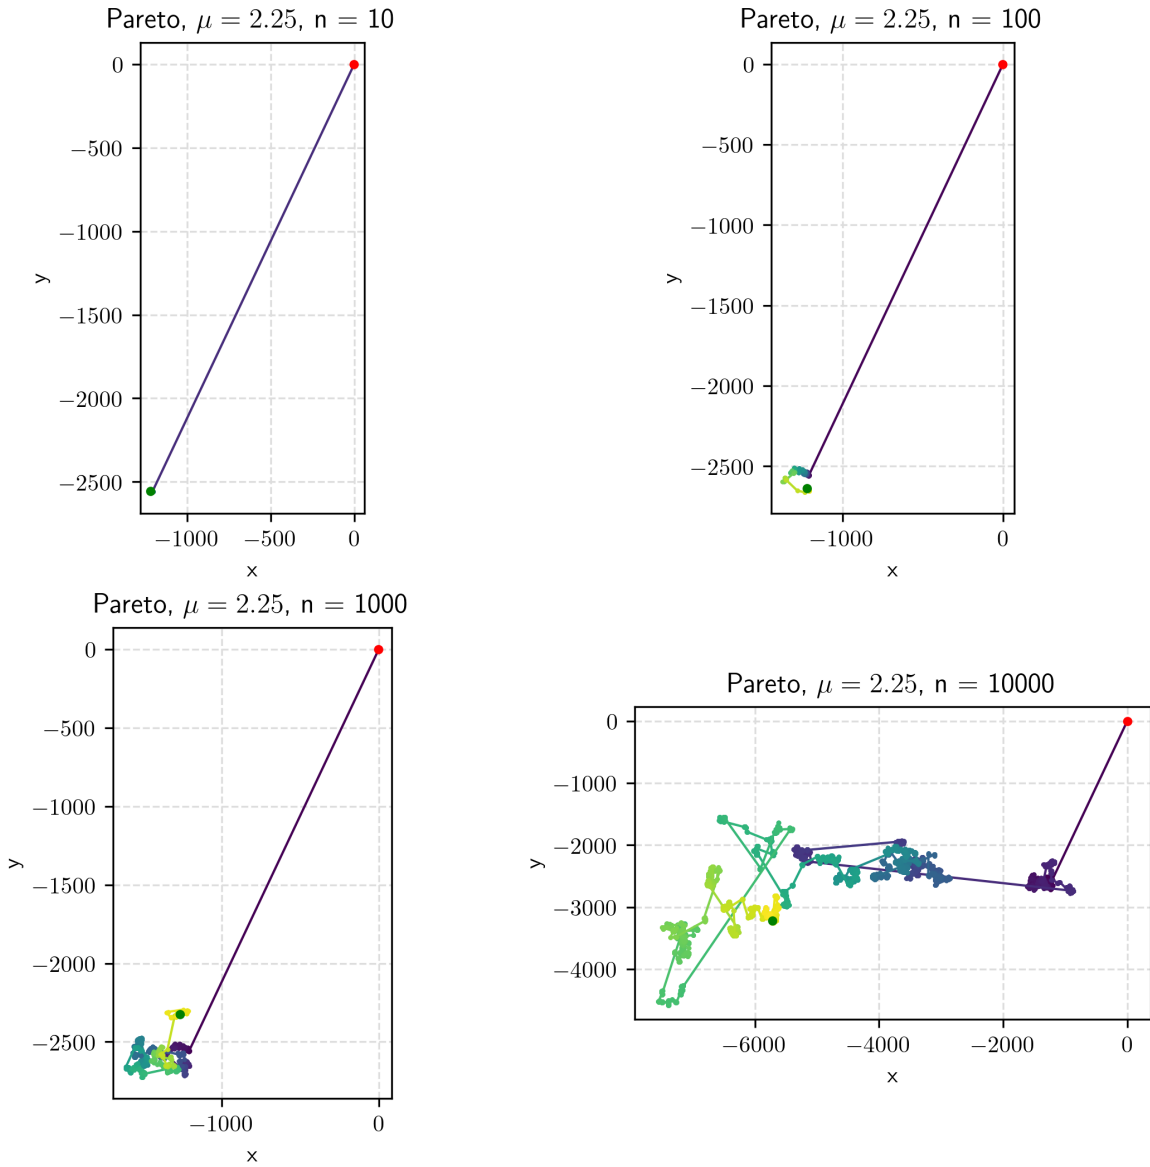 Pareto, μ = 2.25, n = 10
0
−500
−1000
−1500
−2000
−2500
y
−1000 −500 0
x
Pareto, μ = 2.25, n = 100
0
−500
−1000
−1500
−2000
−2500
y
−1000 0
x
Pareto, μ = 2.25, n = 1000
0
−500
−1000
−1500
−2000
−2500
y
−1000 0
x
Pareto, μ = 2.25, n = 10000
0
−1000
−2000
−3000
−4000
y
−6000 −4000 −2000 0
x